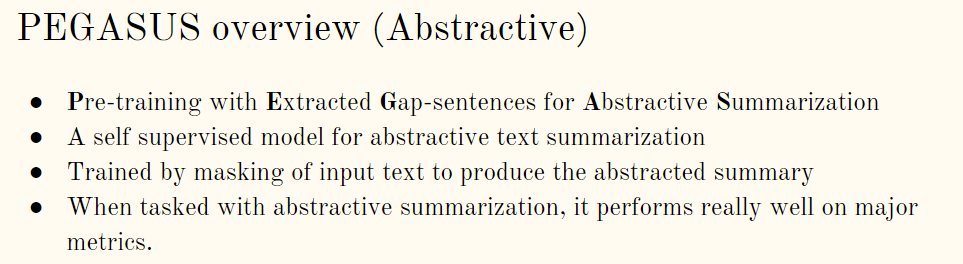 PEGASUS overview (Abstractive)
● Pre-training with Extracted Gap-sentences for Abstractive Summarization
● A self supervised model for abstractive text summarization
● Trained by masking of input text to produce the abstracted summary
● When tasked with abstractive summarization, it performs really well on major
metrics.